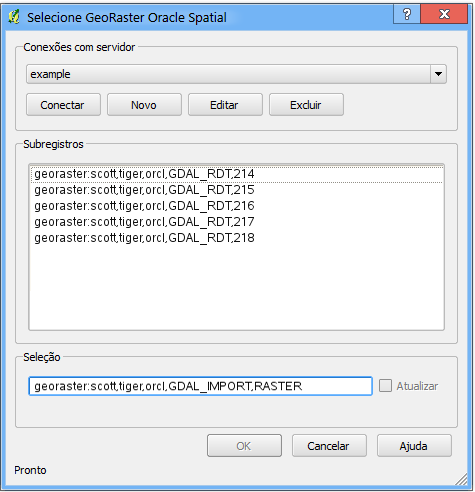 Selecione GeoRaster Oracle Spatial
?
Conexões com servidor
example
Conectar Novo Editar Excluir
Subregistros
georaster:scott,tiger,orcl,GDAL_RDT,214
georaster:scott,tiger,orcl,GDAL_RDT,215
georaster:scott,tiger,orcl,GDAL_RDT,216
georaster:scott,tiger,orcl,GDAL_RDT,217
georaster:scott,tiger,orcl,GDAL_RDT,218
Seleção
georaster:scott,tiger,orcl,GDAL_IMPORT,RASTER
Atualizar
OK Cancelar Ajuda
Pronto